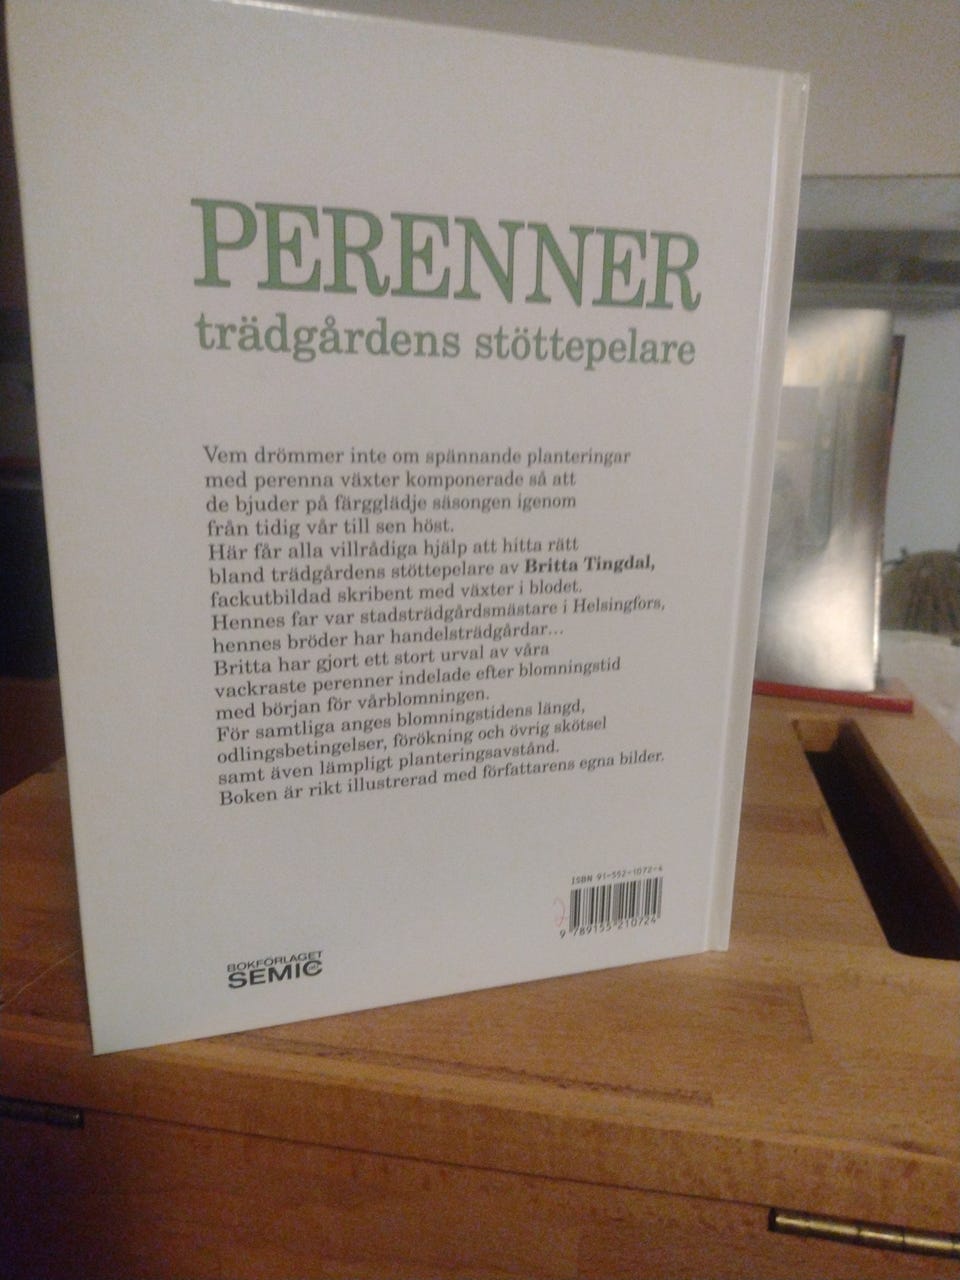 PERENNER
trädgårdens stöttepelare
Vem drömmer inte om spännande planteringar
med perenna växter komponerade så att
de bjuder på färgglädje säsongen igenom
från tidig vår till sen höst.
Här får alla villrådiga hjälp att hitta rätt
bland trädgårdens stöttepelare av Britta Tingdal,
fackutbildad skribent med växter i blodet.
Hennes far var stadsträdgårdsmästare i Helsingfors,
hennes bröder har handelsträdgårdar...
Britta har gjort ett stort urval av våra
vackraste perenner indelade efter blomningstid
med början för vårblomningen.
För samtliga anges blomningstidens längd,
odlingsbetingelser, förökning och övrig skötsel
samt även lämpligt planteringsavstånd.
Boken är rikt illustrerad med författarens egna bilder.
ISBN 91-552-1072-4
9 789155 210724
BOKFÖRLAGET
SEMIC